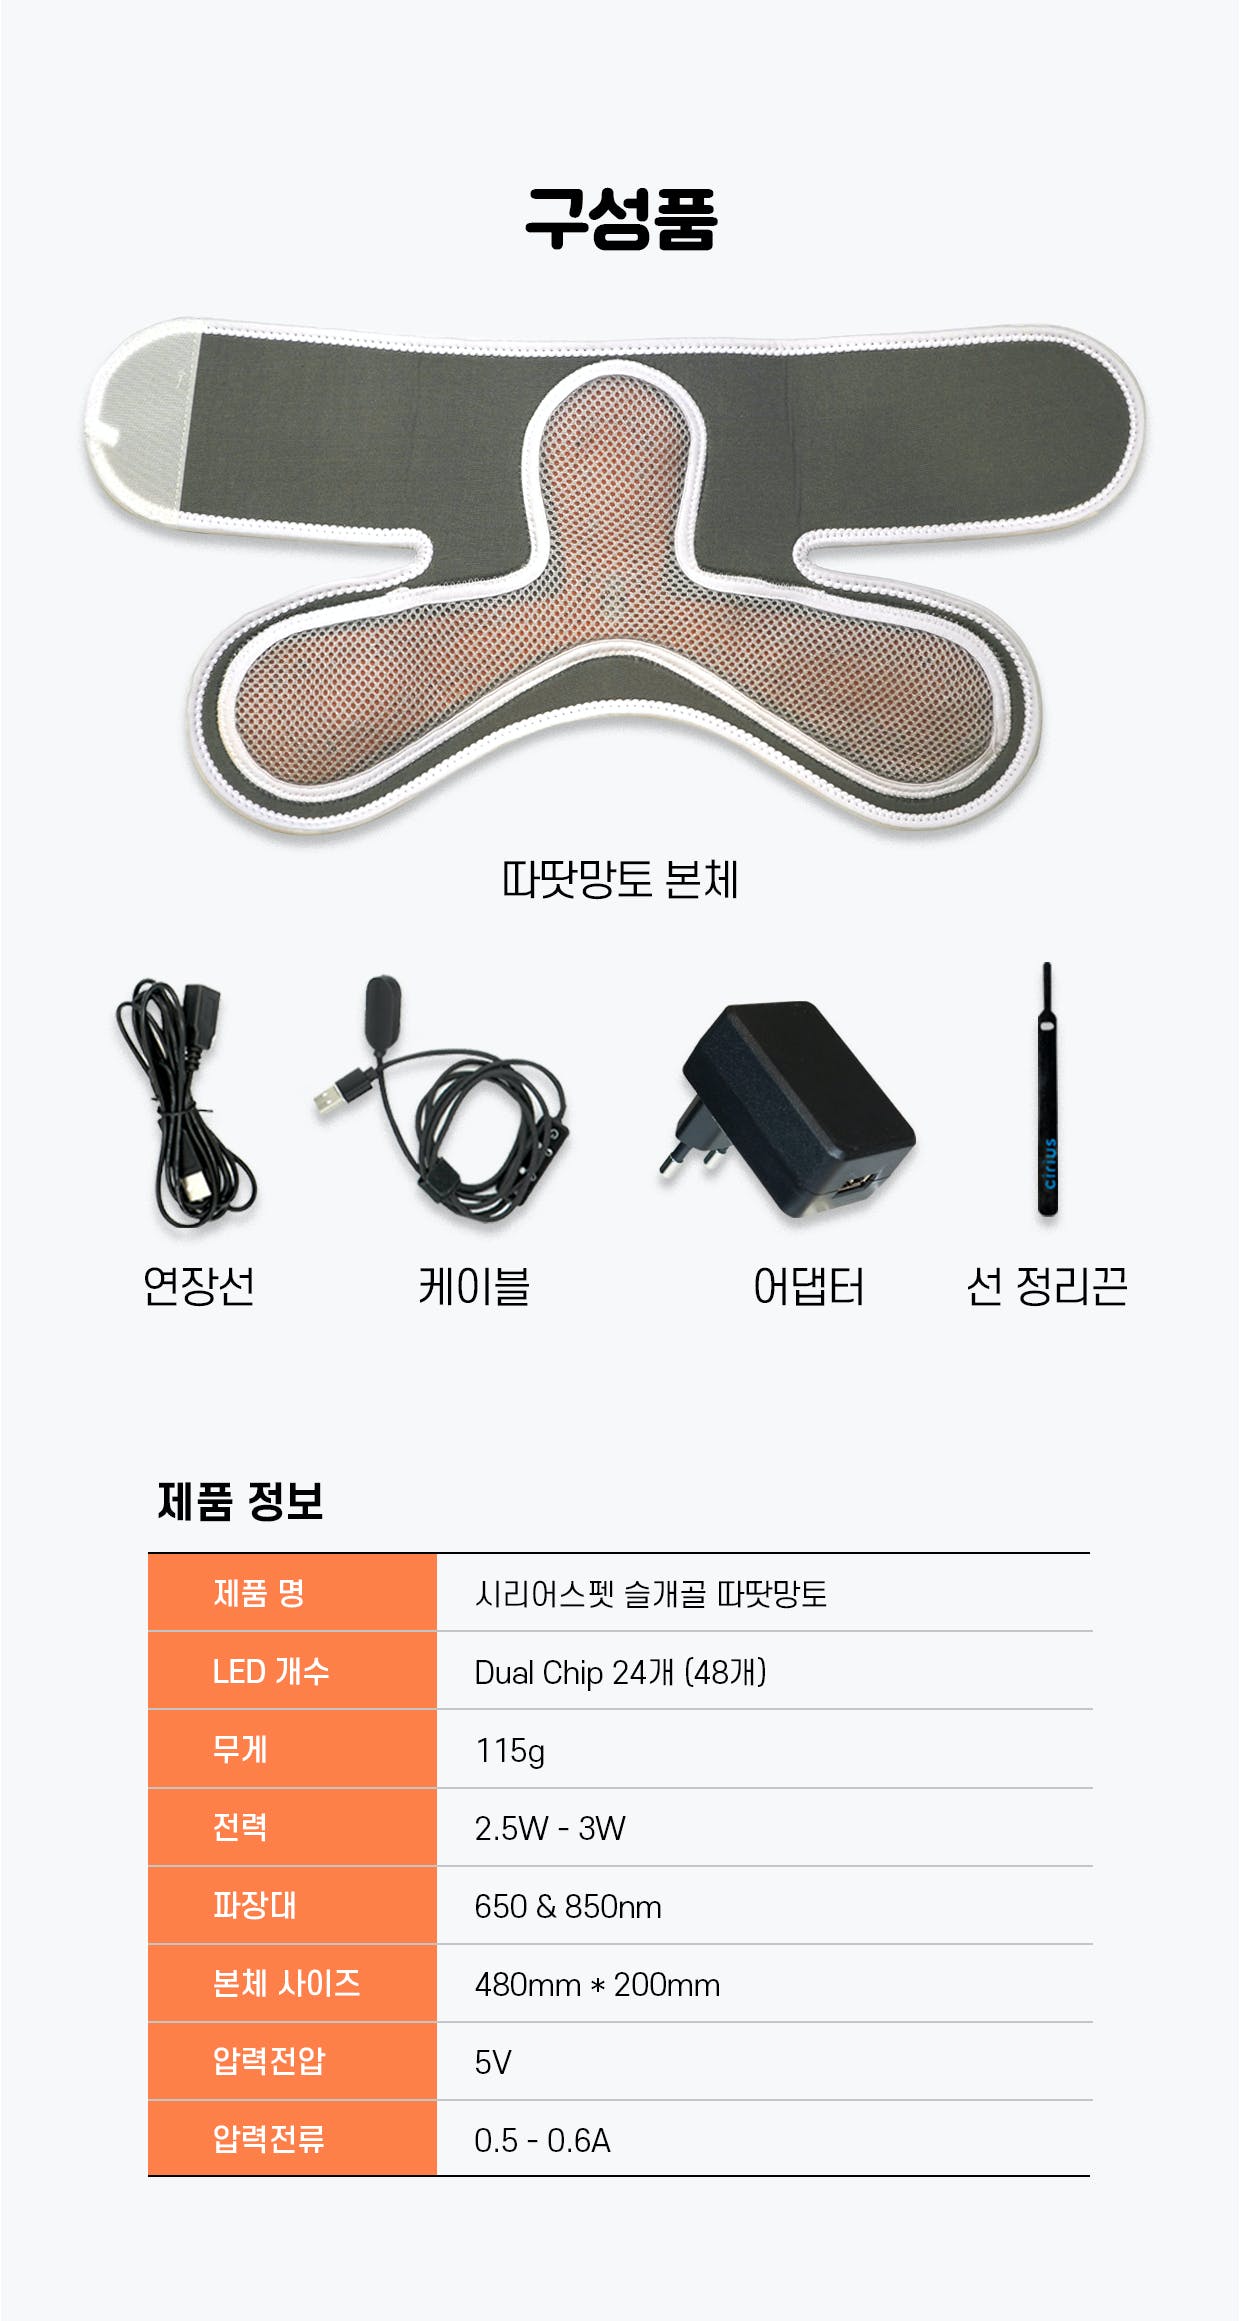 구성품
따땃망토 본체
cirius
연장선
케이블
어댑터
선 정리끈
제품 정보
제품 명
시리어스펫 슬개골 따땃망토
LED 개수
Dual Chip 24개 (48개)
무게
115g
전력
2.5W - 3W
파장대
650 & 850nm
본체 사이즈
480mm * 200mm
압력전압
5V
압력전류
0.5 - 0.6A